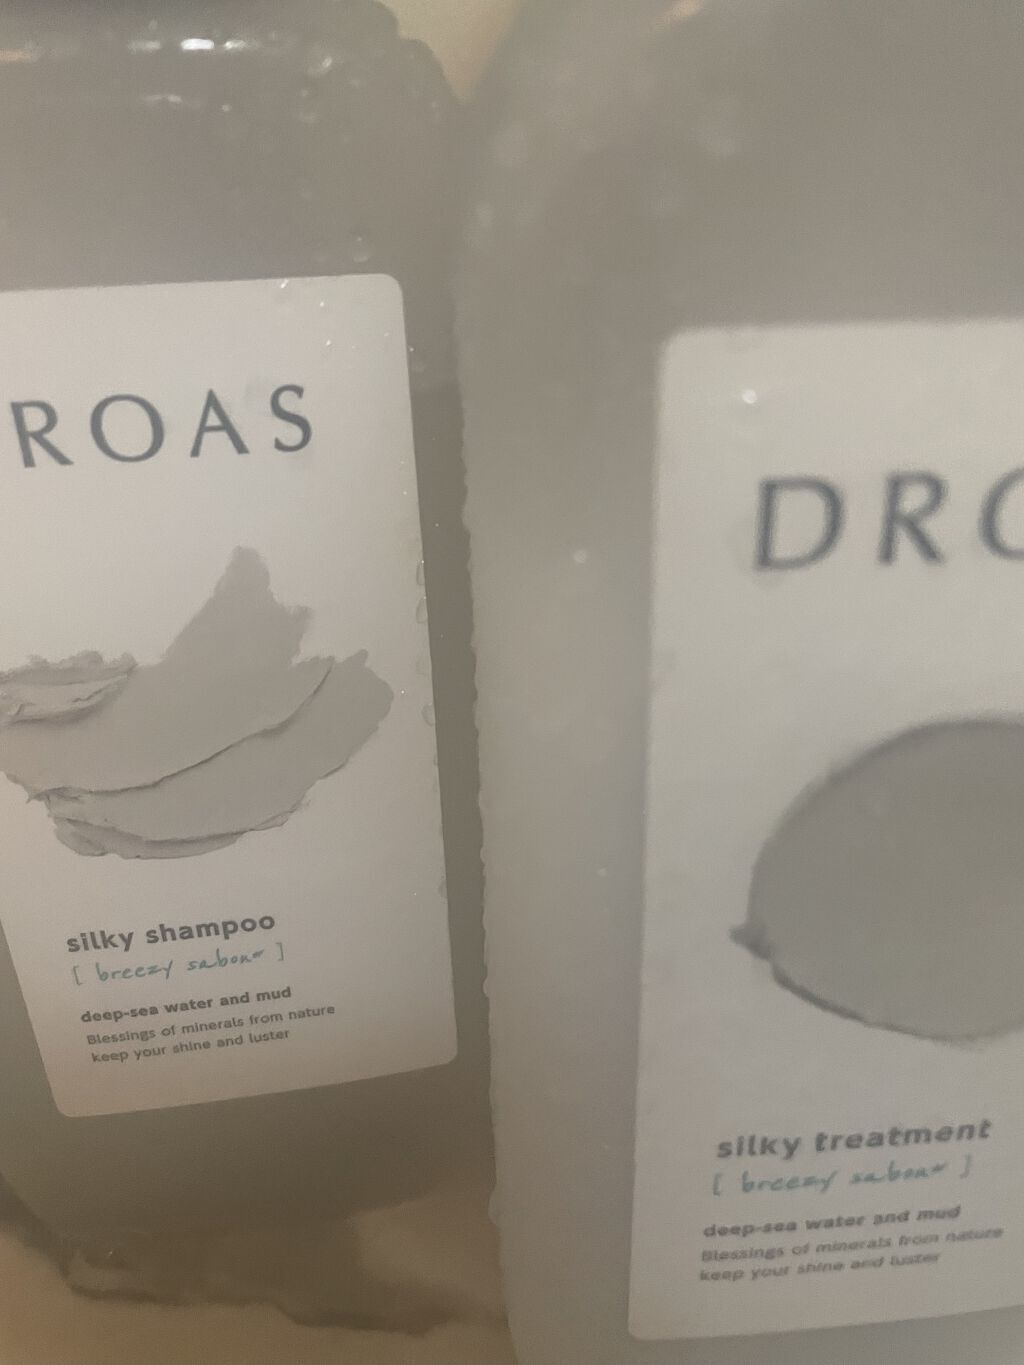 ROAS
silky shampoo
[ breezy sabon ]
deep-sea water and mud
Blessings of minerals from nature
keep your shine and luster
DRO
silky treatment
[ breezy sabon ]
deep-sea water and mud
Blessings of minerals from nature
keep your shine and luster